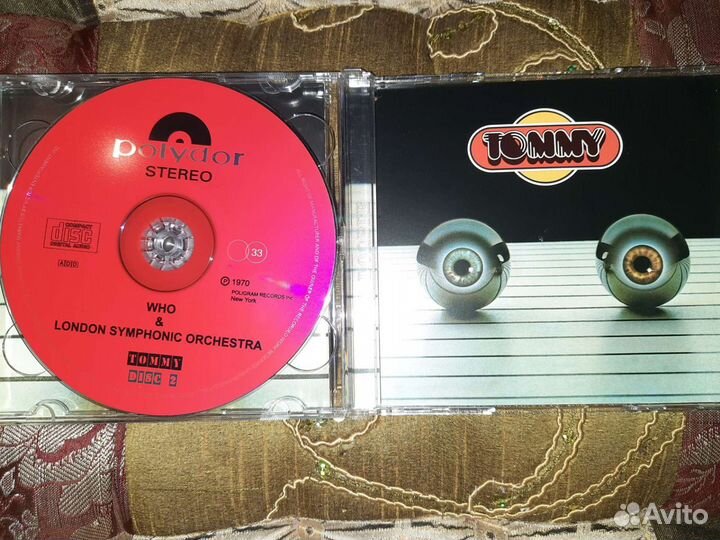 polydor
STEREO
COMPACT
disc
DIGITAL AUDIO
ADD
33
℗ 1970
POLIGRAM RECORDS Inc
New York
WHO
&
LONDON SYMPHONIC ORCHESTRA
TOMMY
DISC 2
TOMMY
Avito